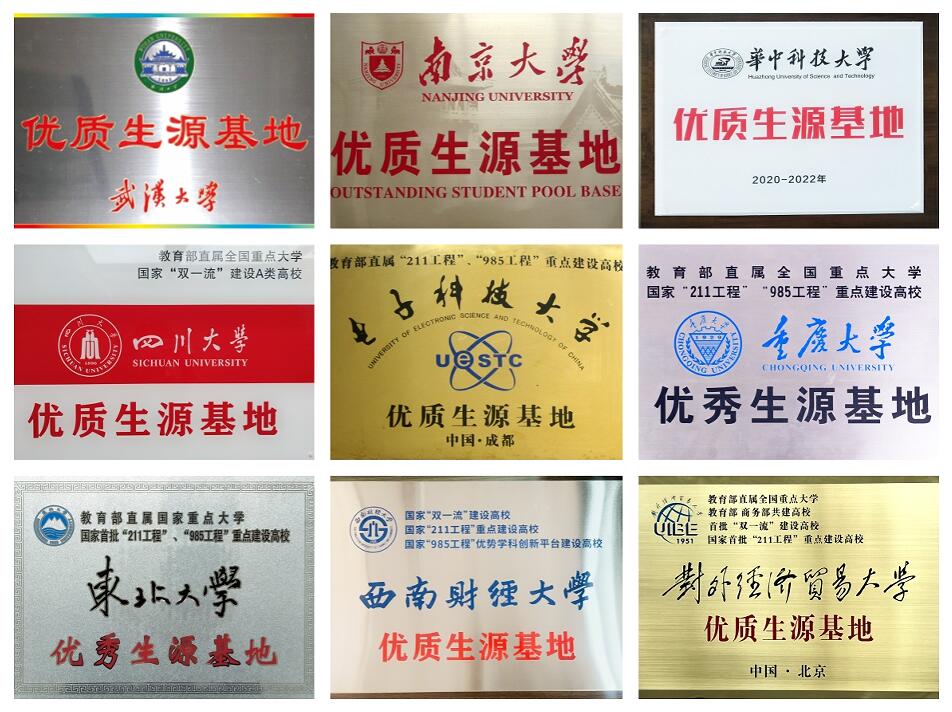 优质生源基地
武漢大學
南京大學
NANJING UNIVERSITY
优质生源基地
OUTSTANDING STUDENT POOL BASE
華中科技大学
Huazhong University of Science and Technology
优质生源基地
2020-2022年
教育部直属全国重点大学
国家“双一流”建设A类高校
四川大学
1896
四川大學
SICHUAN UNIVERSITY
优质生源基地
教育部直属“211工程”、“985工程”重点建设高校
电子科技大学
UNIVERSITY OF ELECTRONIC SCIENCE AND TECHNOLOGY OF CHINA
UESTC
优质生源基地
中国·成都
教育部直属全国重点大学
国家“211工程”“985工程”重点建设高校
重庆大学
CHONGQING UNIVERSITY
重慶大學
CHONGQING UNIVERSITY
优秀生源基地
教育部直属国家重点大学
国家首批“211工程”、“985工程”重点建设高校
東北大學
优秀生源基地
国家“双一流”建设高校
国家“211工程”重点建设高校
国家“985工程”优势学科创新平台建设高校
西南财经大學
优质生源基地
UIBE
1951
教育部直属全国重点大学
教育部 商务部共建高校
首批“双一流”建设高校
国家首批“211工程”重点建设高校
對外经济貿易大学
优质生源基地
中国·北京